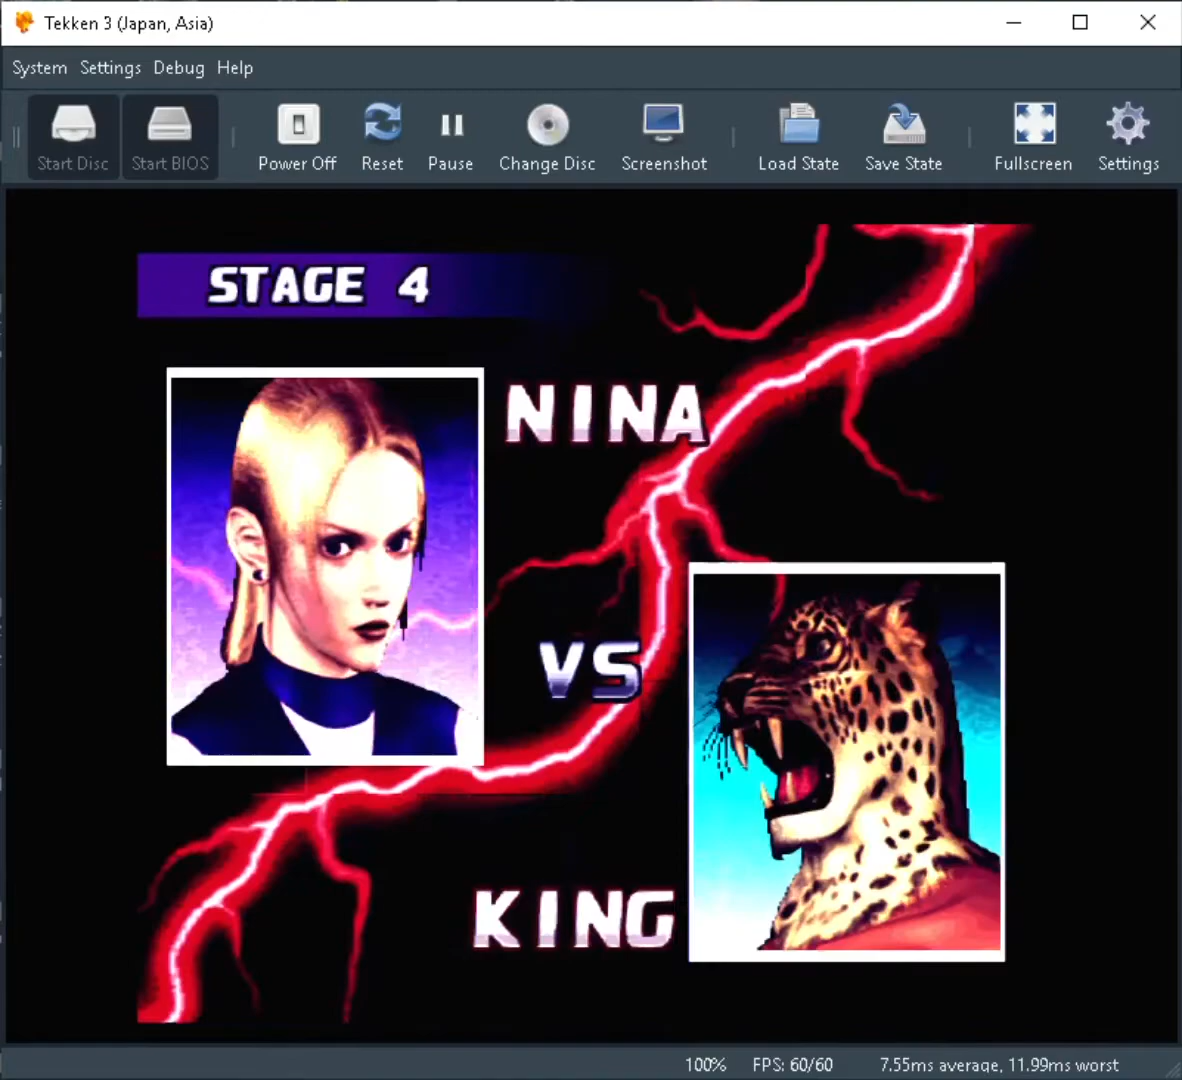 Tekken 3 (Japan, Asia)
System Settings Debug Help
Start Disc Start BIOS Power Off Reset Pause Change Disc Screenshot Load State Save State Fullscreen Settings
STAGE 4
NINA
VS
KING
100% FPS: 60/60 7.55ms average, 11.99ms worst